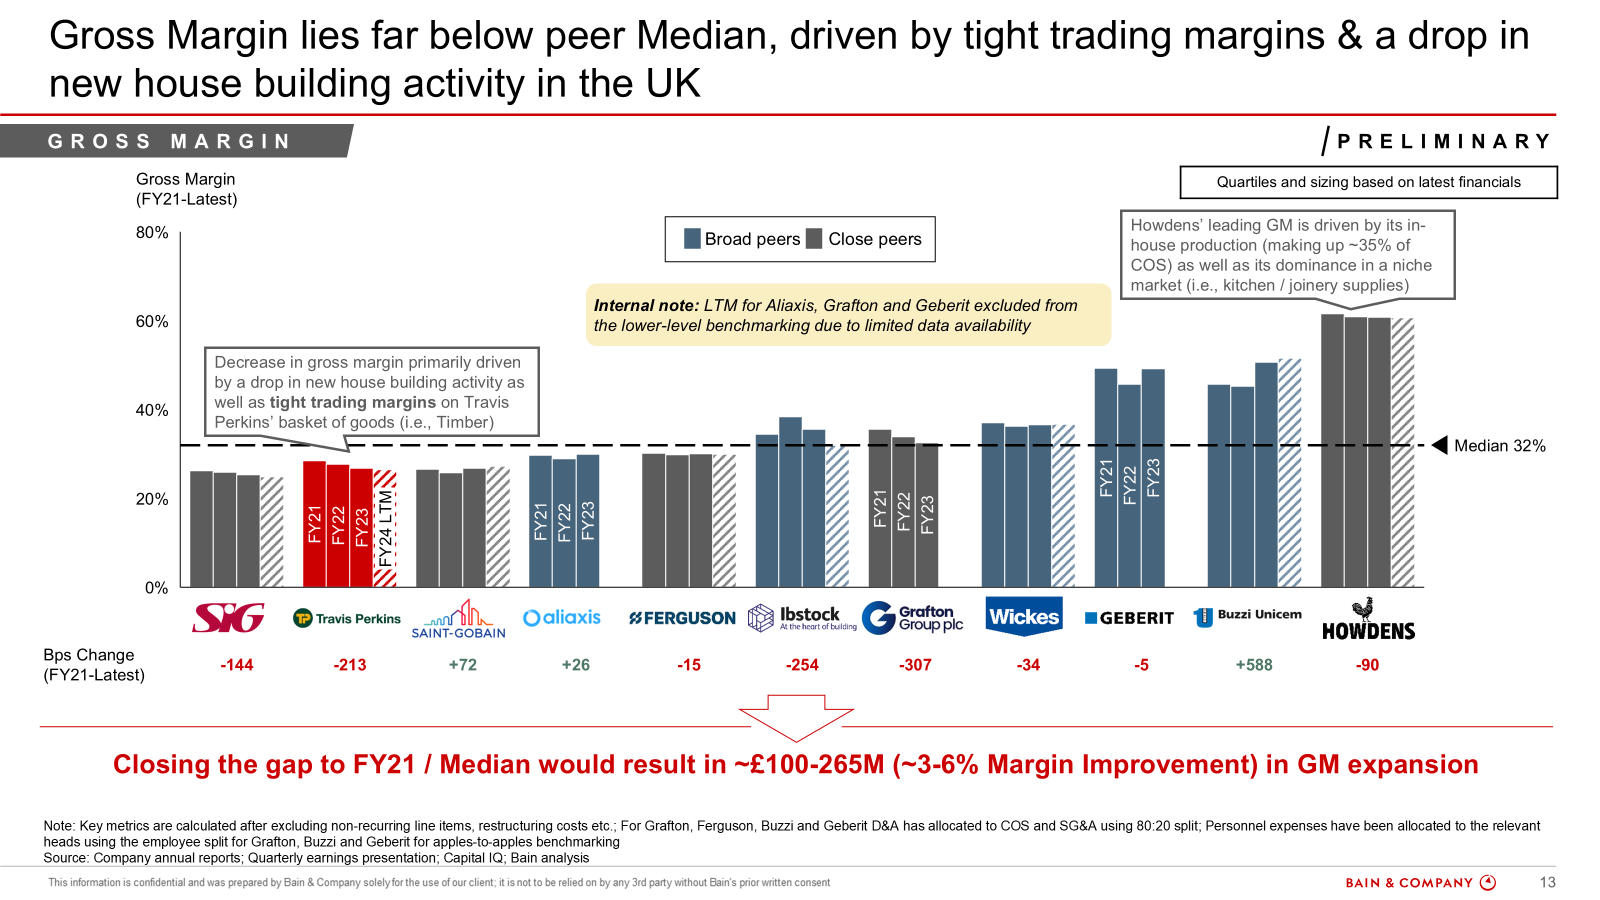 Gross Margin lies far below peer Median, driven by tight trading margins & a drop in
new house building activity in the UK
GROSS MARGIN
PRELIMINARY
Quartiles and sizing based on latest financials
Gross Margin
(FY21-Latest)
Broad peers
Close peers
Howdens’ leading GM is driven by its in-
house production (making up ~35% of
COS) as well as its dominance in a niche
market (i.e., kitchen / joinery supplies)
Internal note: LTM for Aliaxis, Grafton and Geberit excluded from
the lower-level benchmarking due to limited data availability
Decrease in gross margin primarily driven
by a drop in new house building activity as
well as tight trading margins on Travis
Perkins’ basket of goods (i.e., Timber)
80%
60%
40%
20%
0%
Median 32%
FY21
FY22
FY23
FY24 LTM
FY21
FY22
FY23
FY21
FY22
FY23
FY21
FY22
FY23
SIG
TP Travis Perkins
SAINT-GOBAIN
aliaxis
FERGUSON
Ibstock
At the heart of building
Grafton
Group plc
Wickes
GEBERIT
Buzzi Unicem
HOWDENS
Bps Change
(FY21-Latest)
-144
-213
+72
+26
-15
-254
-307
-34
-5
+588
-90
Closing the gap to FY21 / Median would result in ~£100-265M (~3-6% Margin Improvement) in GM expansion
Note: Key metrics are calculated after excluding non-recurring line items, restructuring costs etc.; For Grafton, Ferguson, Buzzi and Geberit D&A has allocated to COS and SG&A using 80:20 split; Personnel expenses have been allocated to the relevant
heads using the employee split for Grafton, Buzzi and Geberit for apples-to-apples benchmarking
Source: Company annual reports; Quarterly earnings presentation; Capital IQ; Bain analysis
This information is confidential and was prepared by Bain & Company solely for the use of our client; it is not to be relied on by any 3rd party without Bain's prior written consent
BAIN & COMPANY
13